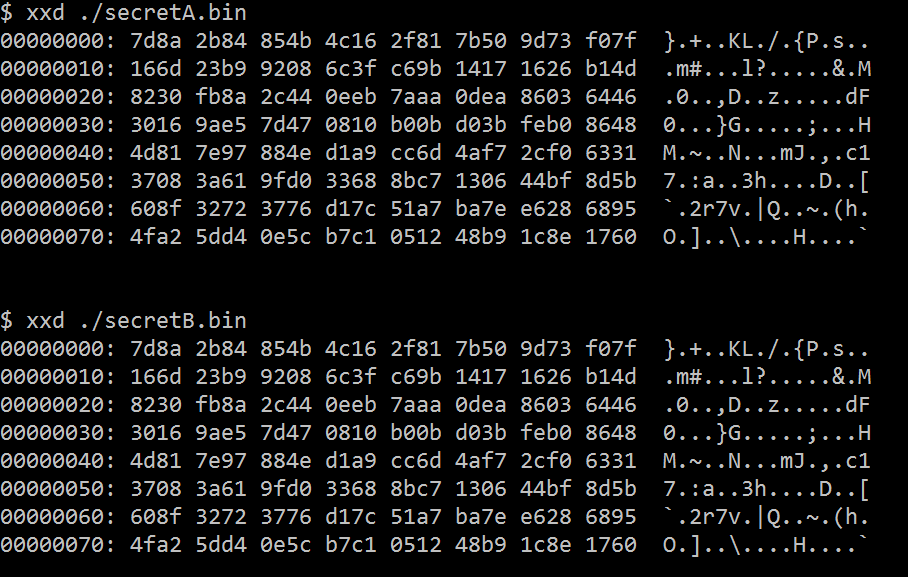 $ xxd ./secretA.bin
00000000: 7d8a 2b84 854b 4c16 2f81 7b50 9d73 f07f  }.+..KL./.{P.s..
00000010: 166d 23b9 9208 6c3f c69b 1417 1626 b14d  .m#...l?.....&.M
00000020: 8230 fb8a 2c44 0eeb 7aaa 0dea 8603 6446  .0..,D..z.....dF
00000030: 3016 9ae5 7d47 0810 b00b d03b feb0 8648  0...}G.....;...H
00000040: 4d81 7e97 884e d1a9 cc6d 4af7 2cf0 6331  M.~..N...mJ.,.c1
00000050: 3708 3a61 9fd0 3368 8bc7 1306 44bf 8d5b  7.:a..3h....D..[
00000060: 608f 3272 3776 d17c 51a7 ba7e e628 6895  `.2r7v.|Q..~.(h.
00000070: 4fa2 5dd4 0e5c b7c1 0512 48b9 1c8e 1760  O.]..\....H....`
$ xxd ./secretB.bin
00000000: 7d8a 2b84 854b 4c16 2f81 7b50 9d73 f07f  }.+..KL./.{P.s..
00000010: 166d 23b9 9208 6c3f c69b 1417 1626 b14d  .m#...l?.....&.M
00000020: 8230 fb8a 2c44 0eeb 7aaa 0dea 8603 6446  .0..,D..z.....dF
00000030: 3016 9ae5 7d47 0810 b00b d03b feb0 8648  0...}G.....;...H
00000040: 4d81 7e97 884e d1a9 cc6d 4af7 2cf0 6331  M.~..N...mJ.,.c1
00000050: 3708 3a61 9fd0 3368 8bc7 1306 44bf 8d5b  7.:a..3h....D..[
00000060: 608f 3272 3776 d17c 51a7 ba7e e628 6895  `.2r7v.|Q..~.(h.
00000070: 4fa2 5dd4 0e5c b7c1 0512 48b9 1c8e 1760  O.]..\....H....`